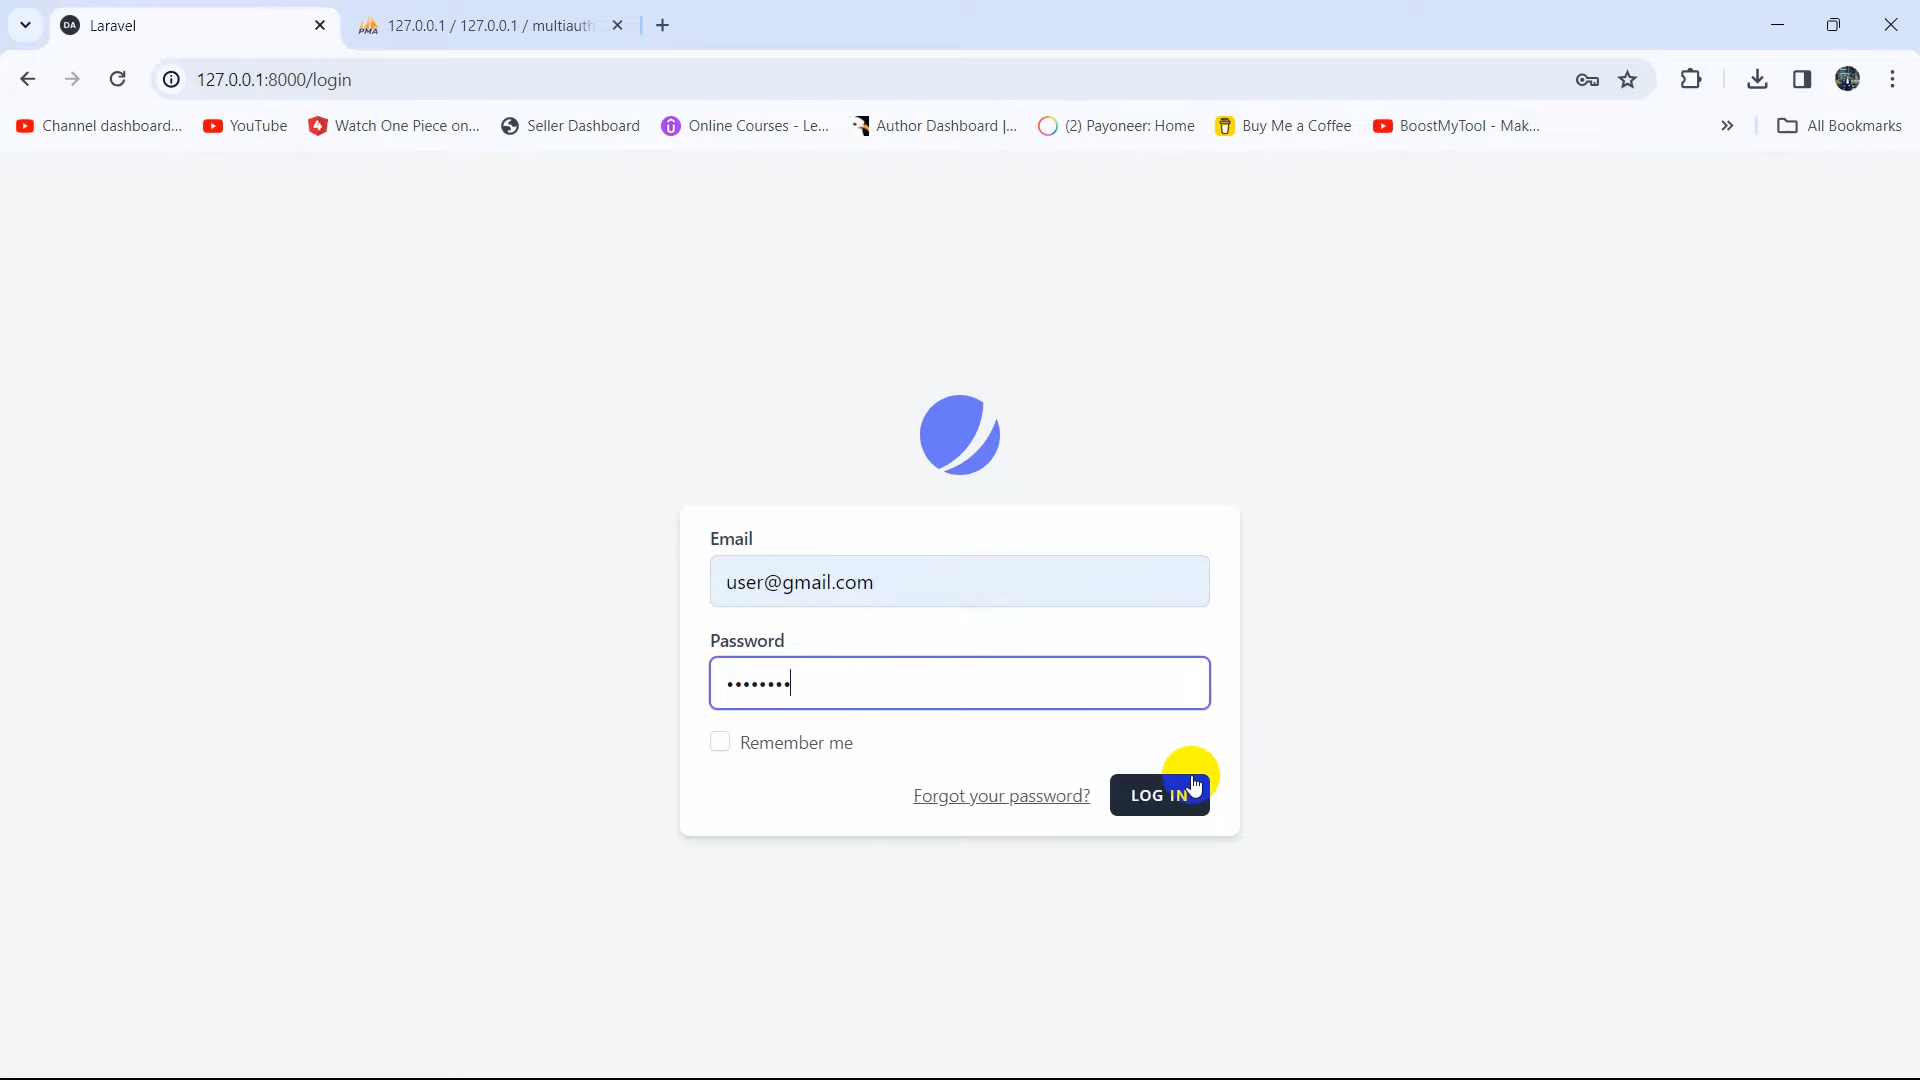 DA Laravel
PMA 127.0.0.1 / 127.0.0.1 / multiauth
127.0.0.1:8000/login
Channel dashboard...
YouTube
Watch One Piece on...
Seller Dashboard
Online Courses - Le...
Author Dashboard |...
(2) Payoneer: Home
Buy Me a Coffee
BoostMyTool - Mak...
All Bookmarks
Email
user@gmail.com
Password
Remember me
Forgot your password?
LOG IN